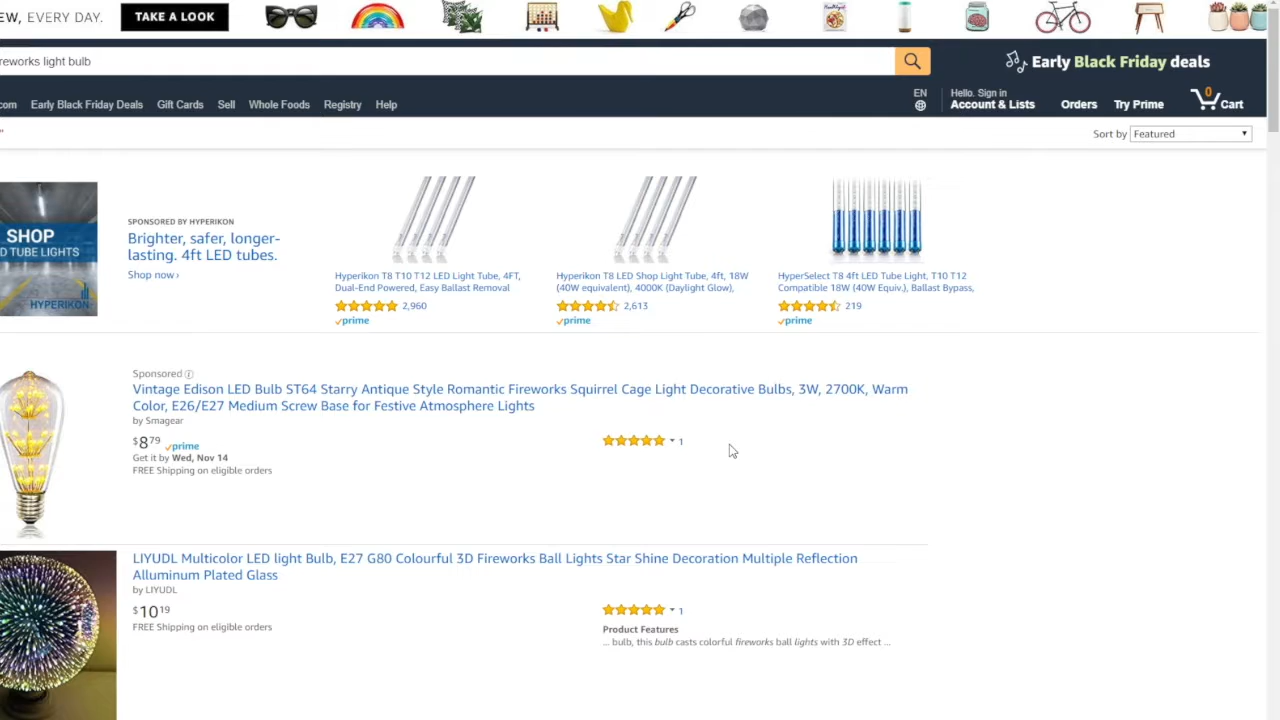 EW, EVERY DAY.
TAKE A LOOK
reworks light bulb
Early Black Friday deals
com
Early Black Friday Deals
Gift Cards
Sell
Whole Foods
Registry
Help
EN
Hello. Sign in
Account & Lists
Orders
Try Prime
0
Cart
"
Sort by Featured
SHOP
D TUBE LIGHTS
HYPERIKON
SPONSORED BY HYPERIKON
Brighter, safer, longer-
lasting. 4ft LED tubes.
Shop now ›
Hyperikon T8 T10 T12 LED Light Tube, 4FT,
Dual-End Powered, Easy Ballast Removal
2,960
prime
Hyperikon T8 LED Shop Light Tube, 4ft, 18W
(40W equivalent), 4000K (Daylight Glow),
2,613
prime
HyperSelect T8 4ft LED Tube Light, T10 T12
Compatible 18W (40W Equiv.), Ballast Bypass,
219
prime
Sponsored
Vintage Edison LED Bulb ST64 Starry Antique Style Romantic Fireworks Squirrel Cage Light Decorative Bulbs, 3W, 2700K, Warm
Color, E26/E27 Medium Screw Base for Festive Atmosphere Lights
by Smagear
$8 79 prime
1
Get it by Wed, Nov 14
FREE Shipping on eligible orders
LIYUDL Multicolor LED light Bulb, E27 G80 Colourful 3D Fireworks Ball Lights Star Shine Decoration Multiple Reflection
Alluminum Plated Glass
by LIYUDL
$10 19
1
FREE Shipping on eligible orders
Product Features
... bulb, this bulb casts colorful fireworks ball lights with 3D effect ...